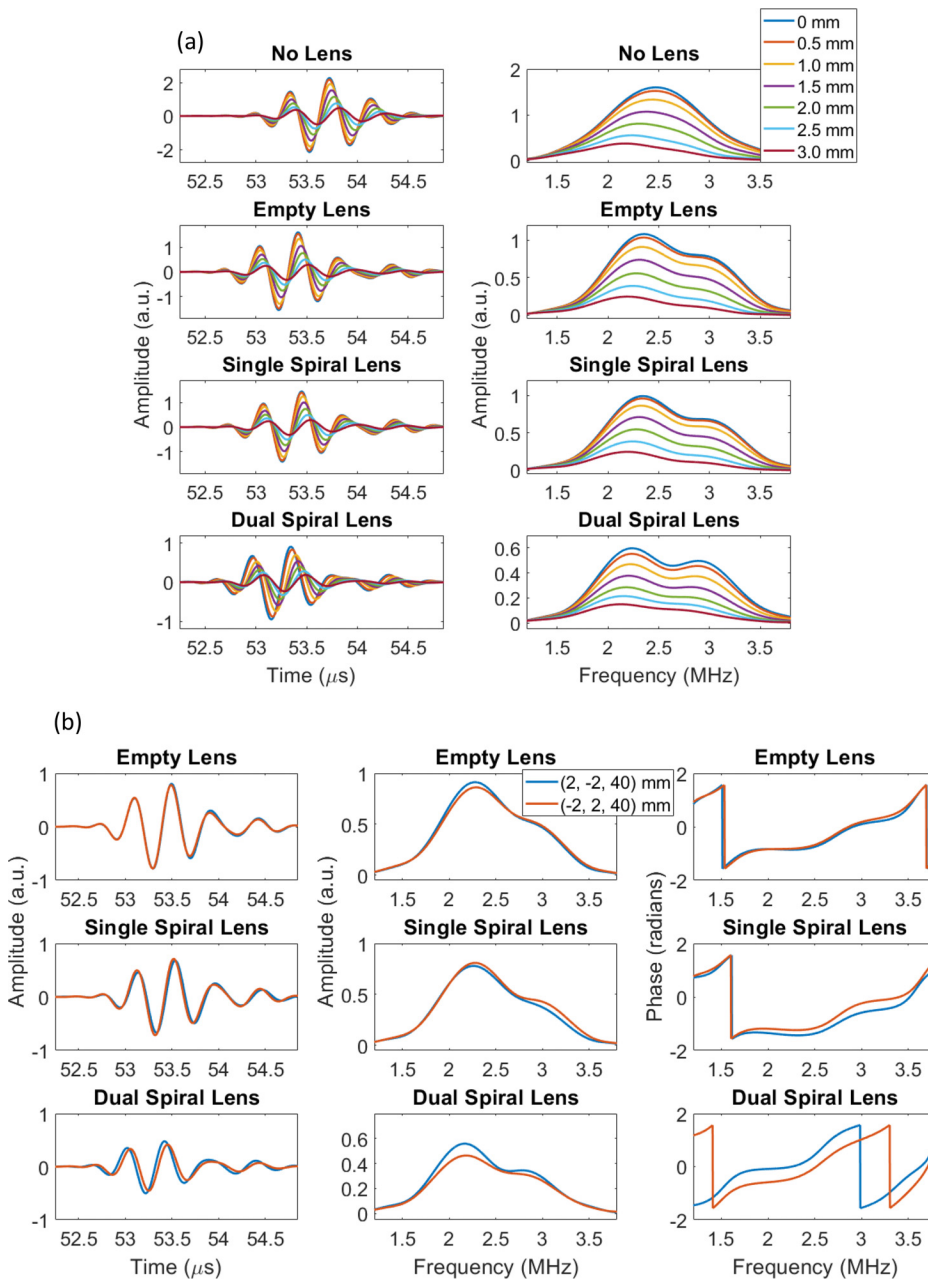 (a)
No Lens
No Lens
0 mm
0.5 mm
1.0 mm
1.5 mm
2.0 mm
2.5 mm
3.0 mm
2
0
-2
52.5 53 53.5 54 54.5
2
1
0
1.5 2 2.5 3 3.5
Empty Lens
Empty Lens
1
0
-1
52.5 53 53.5 54 54.5
1
0.5
0
1.5 2 2.5 3 3.5
Amplitude (a.u.)
Amplitude (a.u.)
Single Spiral Lens
Single Spiral Lens
1
0
-1
52.5 53 53.5 54 54.5
1
0.5
0
1.5 2 2.5 3 3.5
Dual Spiral Lens
Dual Spiral Lens
1
0
-1
52.5 53 53.5 54 54.5
Time (μs)
0.6
0.4
0.2
0
1.5 2 2.5 3 3.5
Frequency (MHz)
(b)
Empty Lens
Empty Lens
Empty Lens
(2, -2, 40) mm
(-2, 2, 40) mm
1
0
-1
52.5 53 53.5 54 54.5
1
0.5
0
1.5 2 2.5 3 3.5
2
0
-2
1.5 2 2.5 3 3.5
Amplitude (a.u.)
Amplitude (a.u.)
Phase (radians)
Single Spiral Lens
Single Spiral Lens
Single Spiral Lens
1
0
-1
52.5 53 53.5 54 54.5
1
0.5
0
1.5 2 2.5 3 3.5
2
0
-2
1.5 2 2.5 3 3.5
Dual Spiral Lens
Dual Spiral Lens
Dual Spiral Lens
1
0
-1
52.5 53 53.5 54 54.5
Time (μs)
0.6
0.4
0.2
0
1.5 2 2.5 3 3.5
Frequency (MHz)
2
0
-2
1.5 2 2.5 3 3.5
Frequency (MHz)